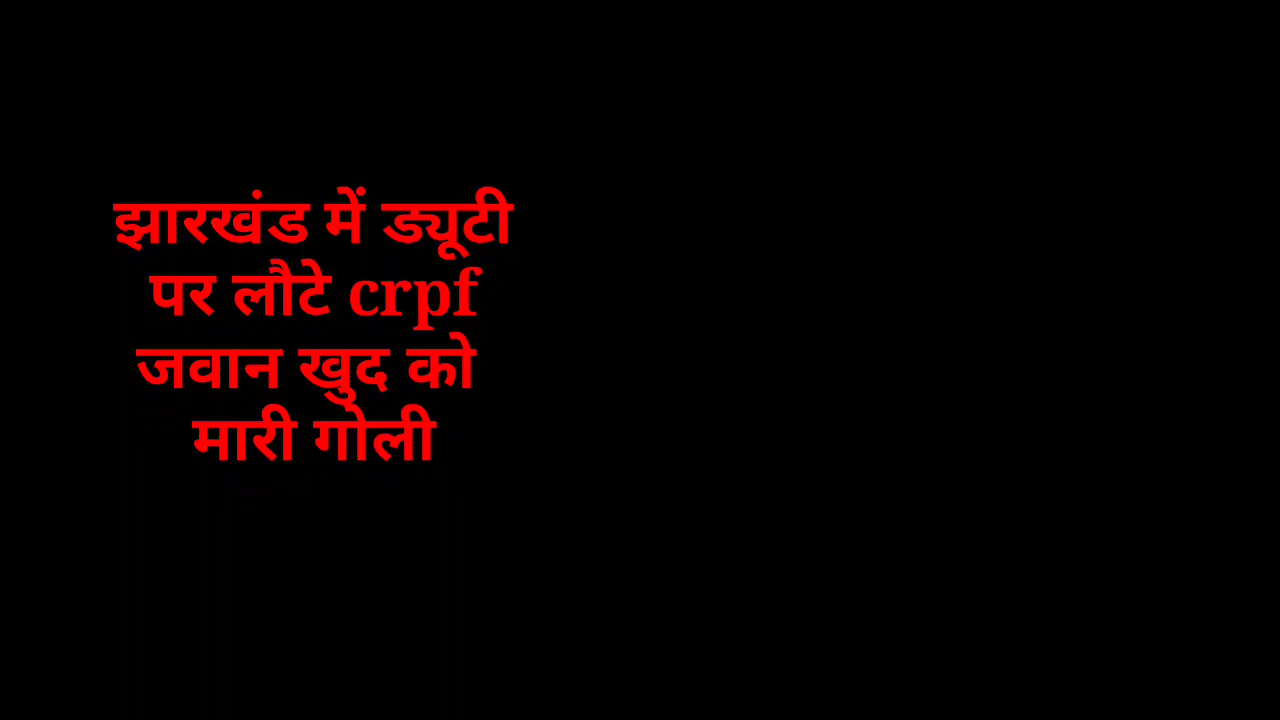 झारखंड में ड्यूटी
पर लौटे crpf
जवान खुद को
मारी गोली